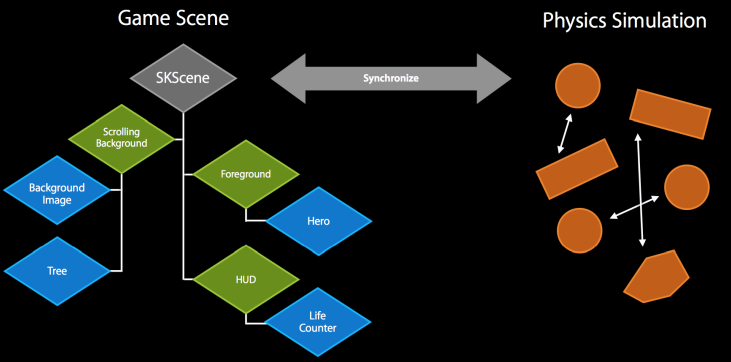 Game Scene
Physics Simulation
SKScene
Synchronize
Scrolling
Background
Foreground
Background
Image
Hero
Tree
HUD
Life
Counter